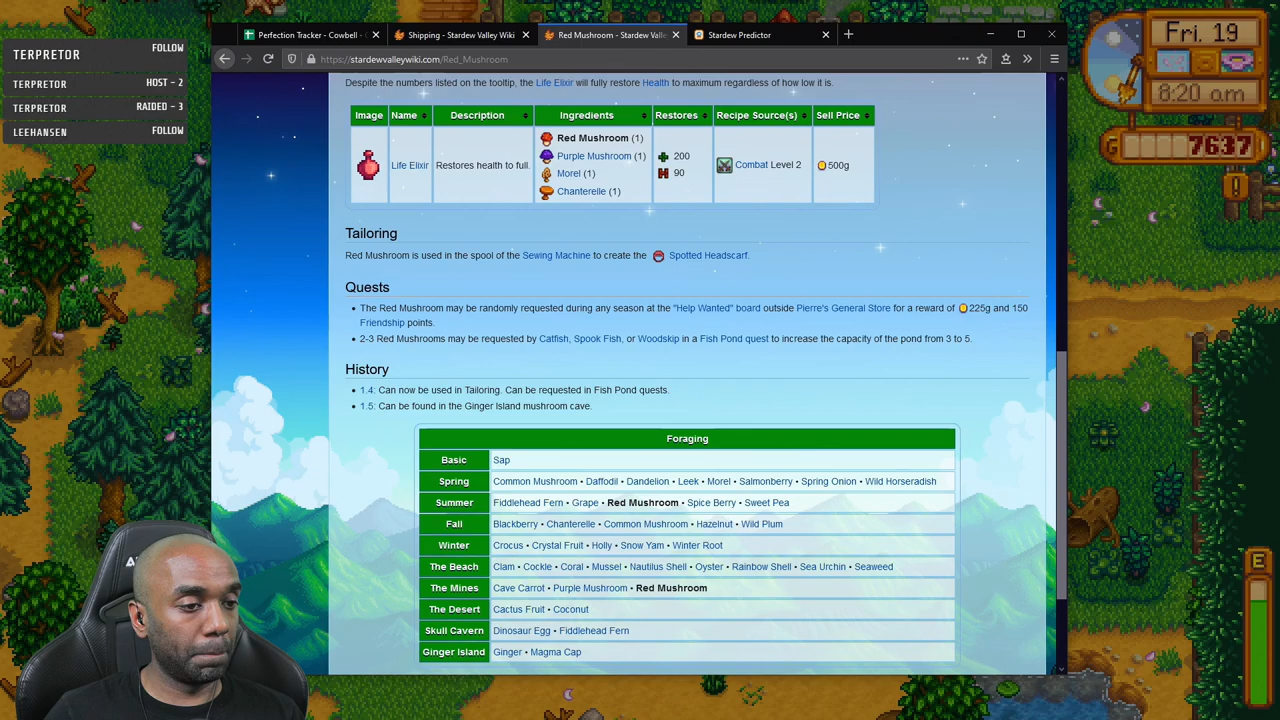 TERPRETOR FOLLOW
TERPRETOR HOST - 2
TERPRETOR RAIDED - 3
LEEHANSEN FOLLOW
Perfection Tracker - Cowbell - G
Shipping - Stardew Valley Wiki
Red Mushroom - Stardew Valle
Stardew Predictor
https://stardewvalleywiki.com/Red_Mushroom
Fri. 19
8:20 am
7637
Despite the numbers listed on the tooltip, the Life Elixir will fully restore Health to maximum regardless of how low it is.
Image Name Description Ingredients Restores Recipe Source(s) Sell Price
Red Mushroom (1)
Purple Mushroom (1) 200
Life Elixir Restores health to full. Combat Level 2 500g
Morel (1) 90
Chanterelle (1)
Tailoring
Red Mushroom is used in the spool of the Sewing Machine to create the Spotted Headscarf.
Quests
• The Red Mushroom may be randomly requested during any season at the "Help Wanted" board outside Pierre's General Store for a reward of 225g and 150
Friendship points.
• 2-3 Red Mushrooms may be requested by Catfish, Spook Fish, or Woodskip in a Fish Pond quest to increase the capacity of the pond from 3 to 5.
History
• 1.4: Can now be used in Tailoring. Can be requested in Fish Pond quests.
• 1.5: Can be found in the Ginger Island mushroom cave.
Foraging
Basic Sap
Spring Common Mushroom • Daffodil • Dandelion • Leek • Morel • Salmonberry • Spring Onion • Wild Horseradish
Summer Fiddlehead Fern • Grape • Red Mushroom • Spice Berry • Sweet Pea
Fall Blackberry • Chanterelle • Common Mushroom • Hazelnut • Wild Plum
Winter Crocus • Crystal Fruit • Holly • Snow Yam • Winter Root
The Beach Clam • Cockle • Coral • Mussel • Nautilus Shell • Oyster • Rainbow Shell • Sea Urchin • Seaweed
The Mines Cave Carrot • Purple Mushroom • Red Mushroom
The Desert Cactus Fruit • Coconut
Skull Cavern Dinosaur Egg • Fiddlehead Fern
Ginger Island Ginger • Magma Cap
E